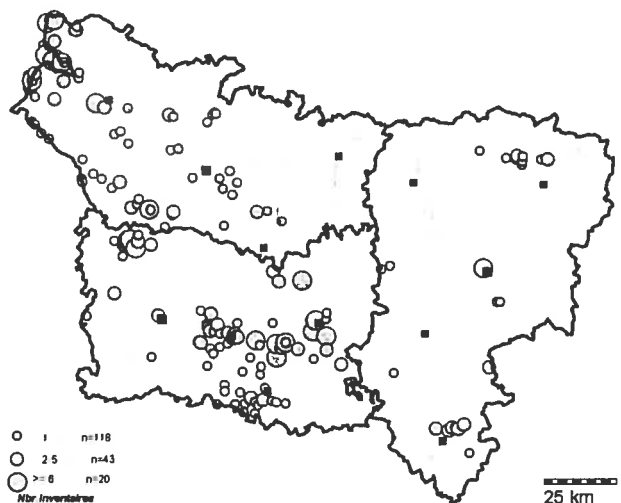 1 n=118
2 5 n=43
>= 6 n=20
Nbr Inventaires
25 km